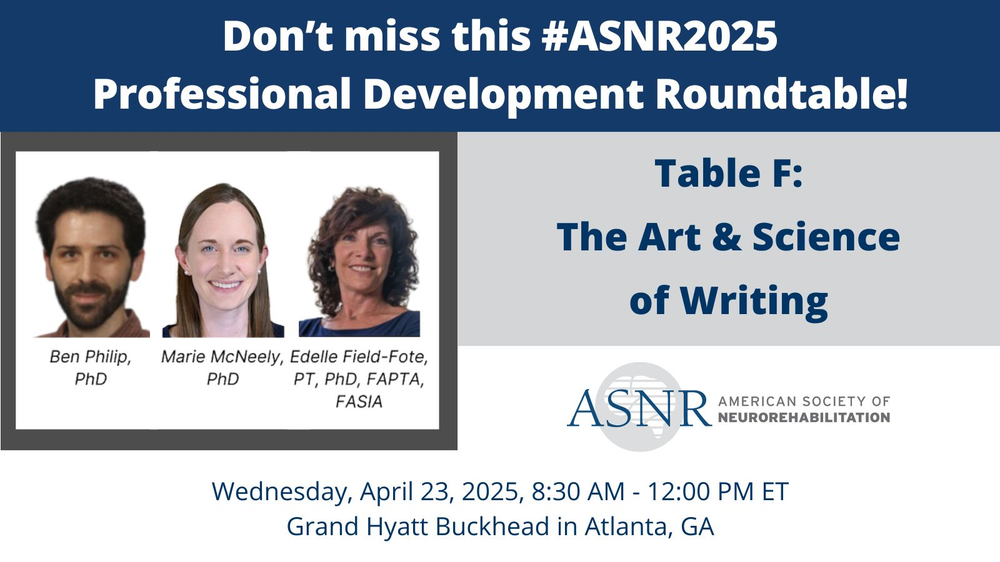 Don’t miss this #ASNR2025
Professional Development Roundtable!
Table F:
The Art & Science
of Writing
Ben Philip,
PhD
Marie McNeely,
PhD
Edelle Field-Fote,
PT, PhD, FAPTA,
FASIA
ASNR
AMERICAN SOCIETY OF
NEUROREHABILITATION
Wednesday, April 23, 2025, 8:30 AM - 12:00 PM ET
Grand Hyatt Buckhead in Atlanta, GA